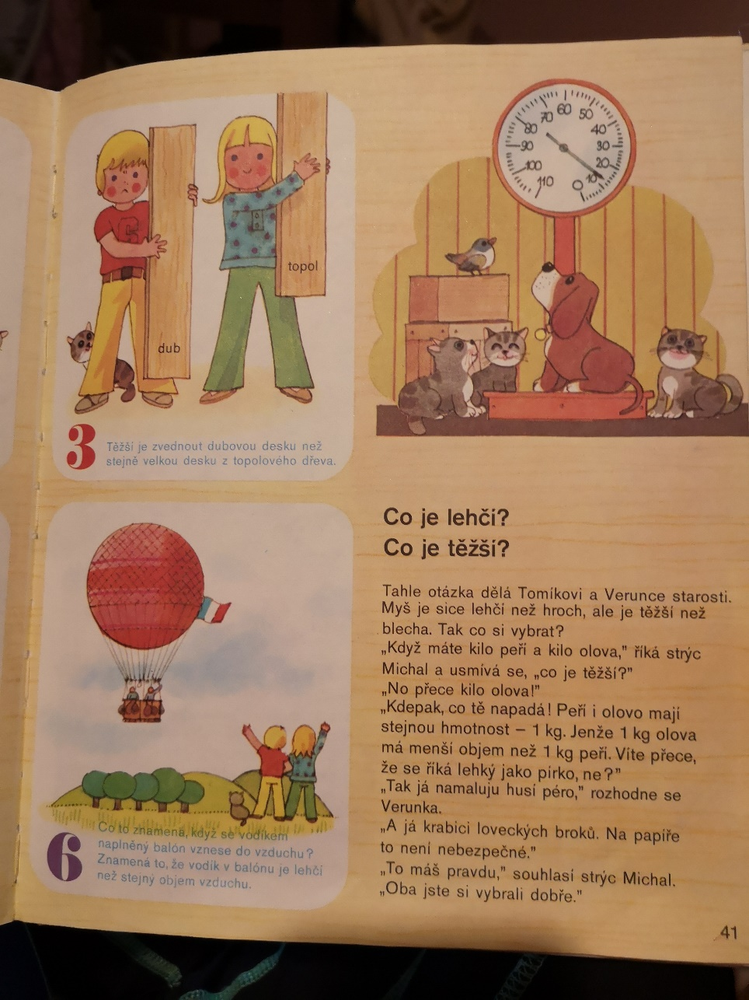 dub
topol
3
Těžší je zvednout dubovou desku než
stejně velkou desku z topolového dřeva.
6
Co to znamená, když se vodíkem
naplněný balón vznese do vzduchu?
Znamená to, že vodík v balónu je lehčí
než stejný objem vzduchu.
0 10 20 30 40 50 60 70 80 90 100 110
Co je lehčí?
Co je těžší?
Tahle otázka dělá Tomíkovi a Verunce starosti.
Myš je sice lehčí než hroch, ale je těžší než
blecha. Tak co si vybrat?
„Když máte kilo peří a kilo olova,” říká strýc
Michal a usmívá se, „co je těžší?”
„No přece kilo olova!”
„Kdepak, co tě napadá! Peří i olovo mají
stejnou hmotnost – 1 kg. Jenže 1 kg olova
má menší objem než 1 kg peří. Víte přece,
že se říká lehký jako pírko, ne?”
„Tak já namaluju husí péro,” rozhodne se
Verunka.
„A já krabici loveckých broků. Na papíře
to není nebezpečné.”
„To máš pravdu,” souhlasí strýc Michal.
„Oba jste si vybrali dobře.”
41